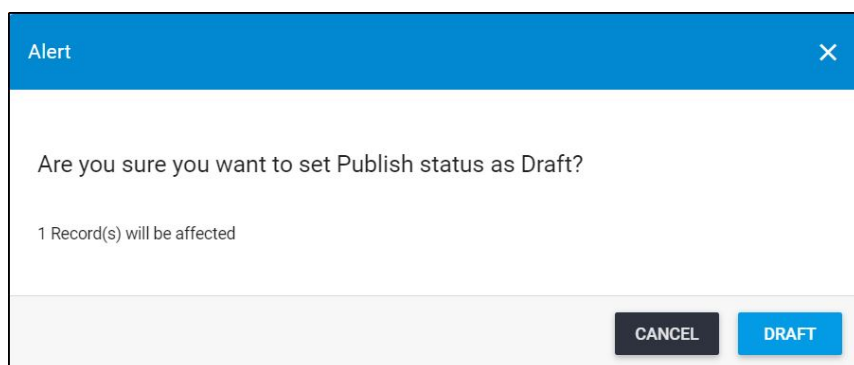 Alert
Are you sure you want to set Publish status as Draft?
1 Record(s) will be affected
CANCEL DRAFT